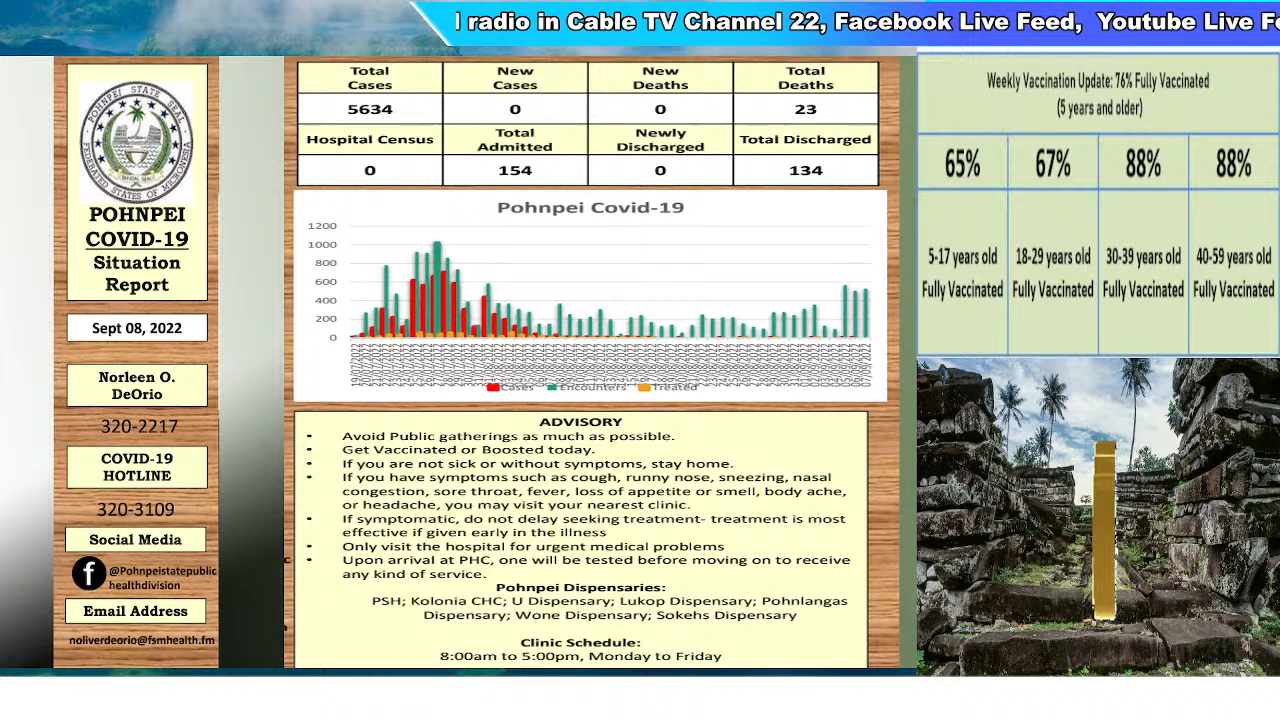 l radio in Cable TV Channel 22, Facebook Live Feed, Youtube Live Fe
POHNPEI STATE SEAL
FEDERATED STATES OF MICRONESIA
POHNPEI
COVID-19
Situation
Report
Sept 08, 2022
Norleen O.
DeOrio
320-2217
COVID-19
HOTLINE
320-3109
Social Media
@Pohnpeistatepublic
healthdivision
Email Address
noliverdeorio@fsmhealth.fm
Total Cases New Cases New Deaths Total Deaths
5634 0 0 23
Hospital Census Total Admitted Newly Discharged Total Discharged
0 154 0 134
Pohnpei Covid-19
1200
1000
800
600
400
200
0
Cases Encounters Treated
ADVISORY
• Avoid Public gatherings as much as possible.
• Get Vaccinated or Boosted today.
• If you are not sick or without symptoms, stay home.
• If you have symptoms such as cough, runny nose, sneezing, nasal
congestion, sore throat, fever, loss of appetite or smell, body ache,
or headache, you may visit your nearest clinic.
• If symptomatic, do not delay seeking treatment- treatment is most
effective if given early in the illness
• Only visit the hospital for urgent medical problems
• Upon arrival at PHC, one will be tested before moving on to receive
any kind of service.
Pohnpei Dispensaries:
PSH; Kolonia CHC; U Dispensary; Lukop Dispensary; Pohnlangas
Dispensary; Wone Dispensary; Sokehs Dispensary
Clinic Schedule:
8:00am to 5:00pm, Monday to Friday
Weekly Vaccination Update: 76% Fully Vaccinated
(5 years and older)
65% 67% 88% 88%
5-17 years old 18-29 years old 30-39 years old 40-59 years old
Fully Vaccinated Fully Vaccinated Fully Vaccinated Fully Vaccinated